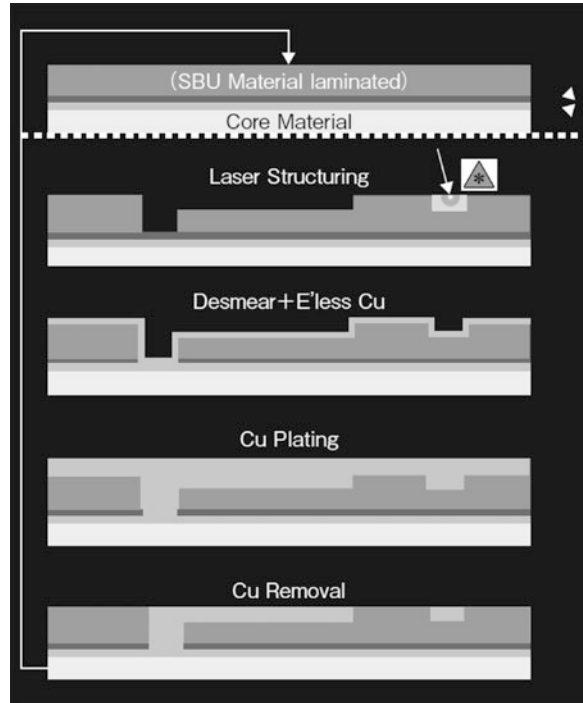 (SBU Material laminated)
Core Material
Laser Structuring
*
Desmear+E'less Cu
Cu Plating
Cu Removal